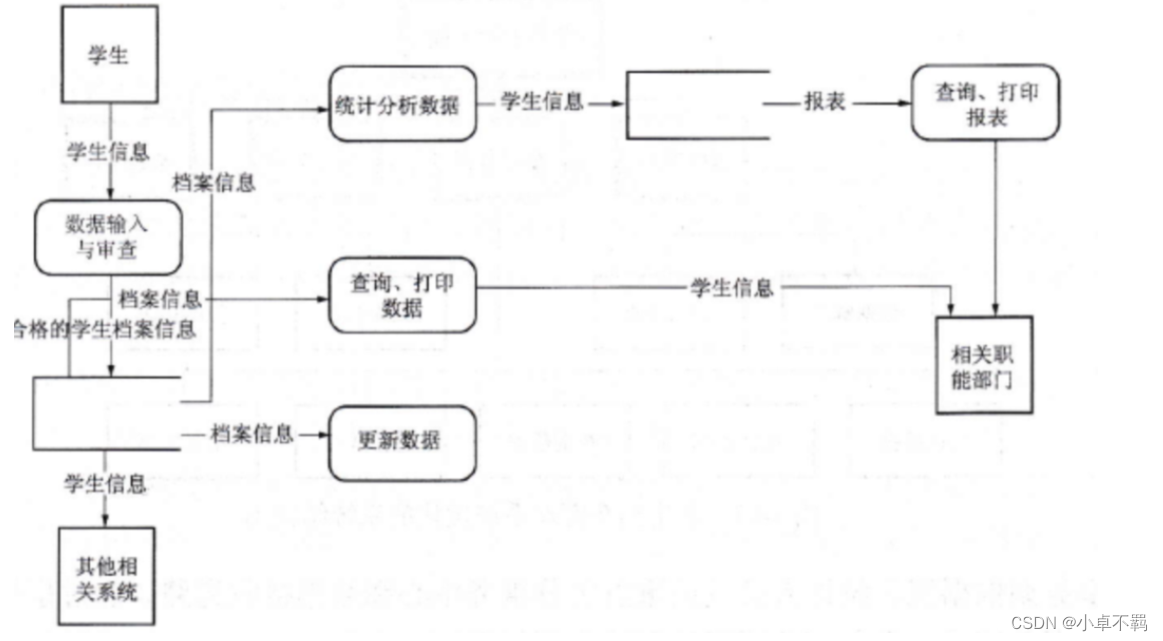 学生
统计分析数据
学生信息
报表
查询、打印
报表
学生信息
档案信息
数据输入
与审查
查询、打印
数据
学生信息
档案信息
合格的学生档案信息
相关职
能部门
档案信息
更新数据
学生信息
其他相
关系统
CSDN @小卓不羁